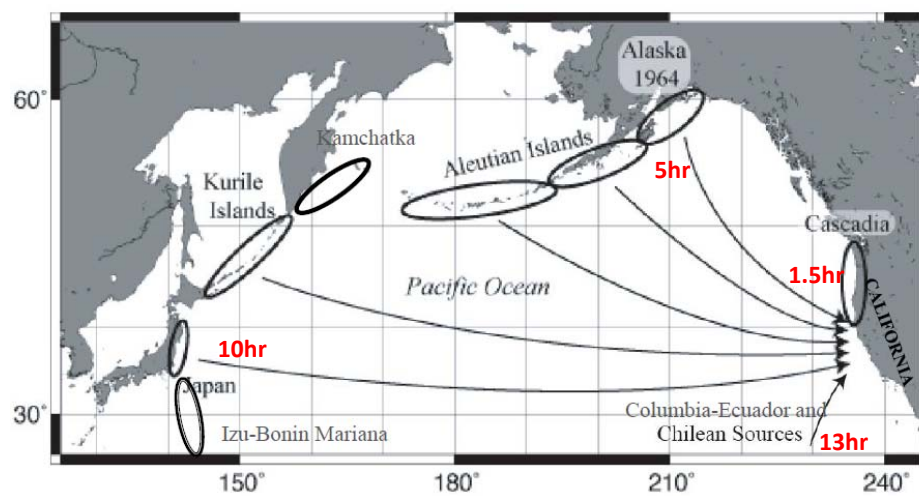 Alaska
1964
60°
Kamchatka
Aleutian Islands
5hr
Kurile
Islands
Cascadia
Pacific Ocean
1.5hr
CALIFORNIA
10hr
Japan
30°
Izu-Bonin Mariana
Columbia-Ecuador and
Chilean Sources
13hr
150°
180°
210°
240°